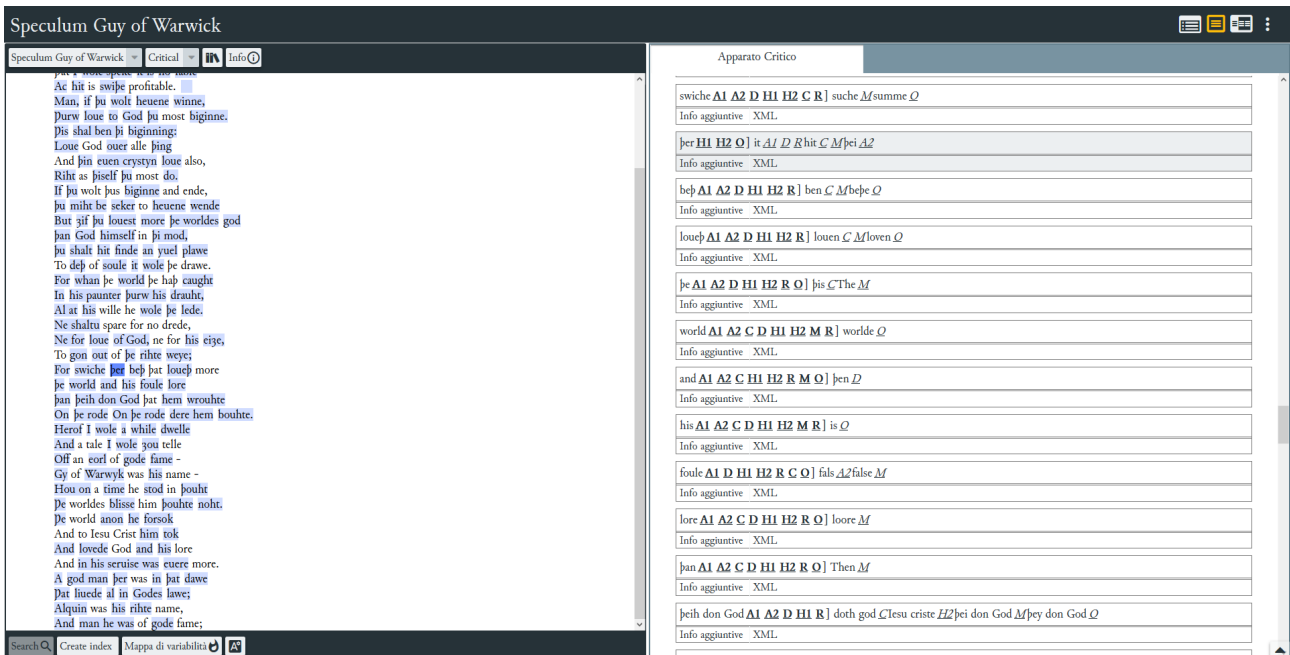 Speculum Guy of Warwick
Speculum Guy of Warwick
Critical
Info
þat I wole speke it is no fable
Ac hit is swiþe profitable.
Man, if þu wolt heuene winne,
Þurw loue to God þu most biginne.
Þis shal ben þi biginning:
Loue God ouer alle þing
And þin euen crystyn loue also,
Riht as þiself þu most do.
If þu wolt þus biginne and ende,
þu miht be seker to heuene wende
But ȝif þu louest more þe worldes god
þan God himself in þi mod,
þu shalt hit finde an yuel plawe
To deþ of soule it wole þe drawe.
For whan þe world þe haþ caught
In his paunter þurw his drauht,
Al at his wille he wole þe lede.
Ne shaltu spare for no drede,
Ne for loue of God, ne for his eiȝe,
To gon out of þe rihte weye;
For swiche þer beþ þat loueþ more
þe world and his foule lore
þan þeih don God þat hem wrouhte
On þe rode On þe rode dere hem bouhte.
Herof I wole a while dwelle
And a tale I wole ȝou telle
Off an eorl of gode fame -
Gy of Warwyk was his name -
Hou on a time he stod in þouht
Þe worldes blisse him þouhte noht.
Þe world anon he forsok
And to Iesu Crist him tok
And lovede God and his lore
And in his seruise was euere more.
A god man þer was in þat dawe
Þat liuede al in Godes lawe;
Alquin was his rihte name,
And man he was of gode fame;
Search
Create index
Mappa di variabilità
Apparato Critico
swiche A1 A2 D H1 H2 C R] suche M summe O
Info aggiuntive XML
þer H1 H2 O] it A1 D R hit C M þei A2
Info aggiuntive XML
beþ A1 A2 D H1 H2 R] ben C M beþe O
Info aggiuntive XML
loueþ A1 A2 D H1 H2 R] louen C M loven O
Info aggiuntive XML
þe A1 A2 D H1 H2 R O] þis C The M
Info aggiuntive XML
world A1 A2 C D H1 H2 M R] worlde O
Info aggiuntive XML
and A1 A2 C H1 H2 R M O] þen D
Info aggiuntive XML
his A1 A2 C D H1 H2 M R] is O
Info aggiuntive XML
foule A1 D H1 H2 R C O] fals A2 false M
Info aggiuntive XML
lore A1 A2 C D H1 H2 R O] loore M
Info aggiuntive XML
þan A1 A2 C D H1 H2 R O] Then M
Info aggiuntive XML
þeih don God A1 A2 D H1 R] doth god C Iesu criste H2 þei don God M þey don God O
Info aggiuntive XML